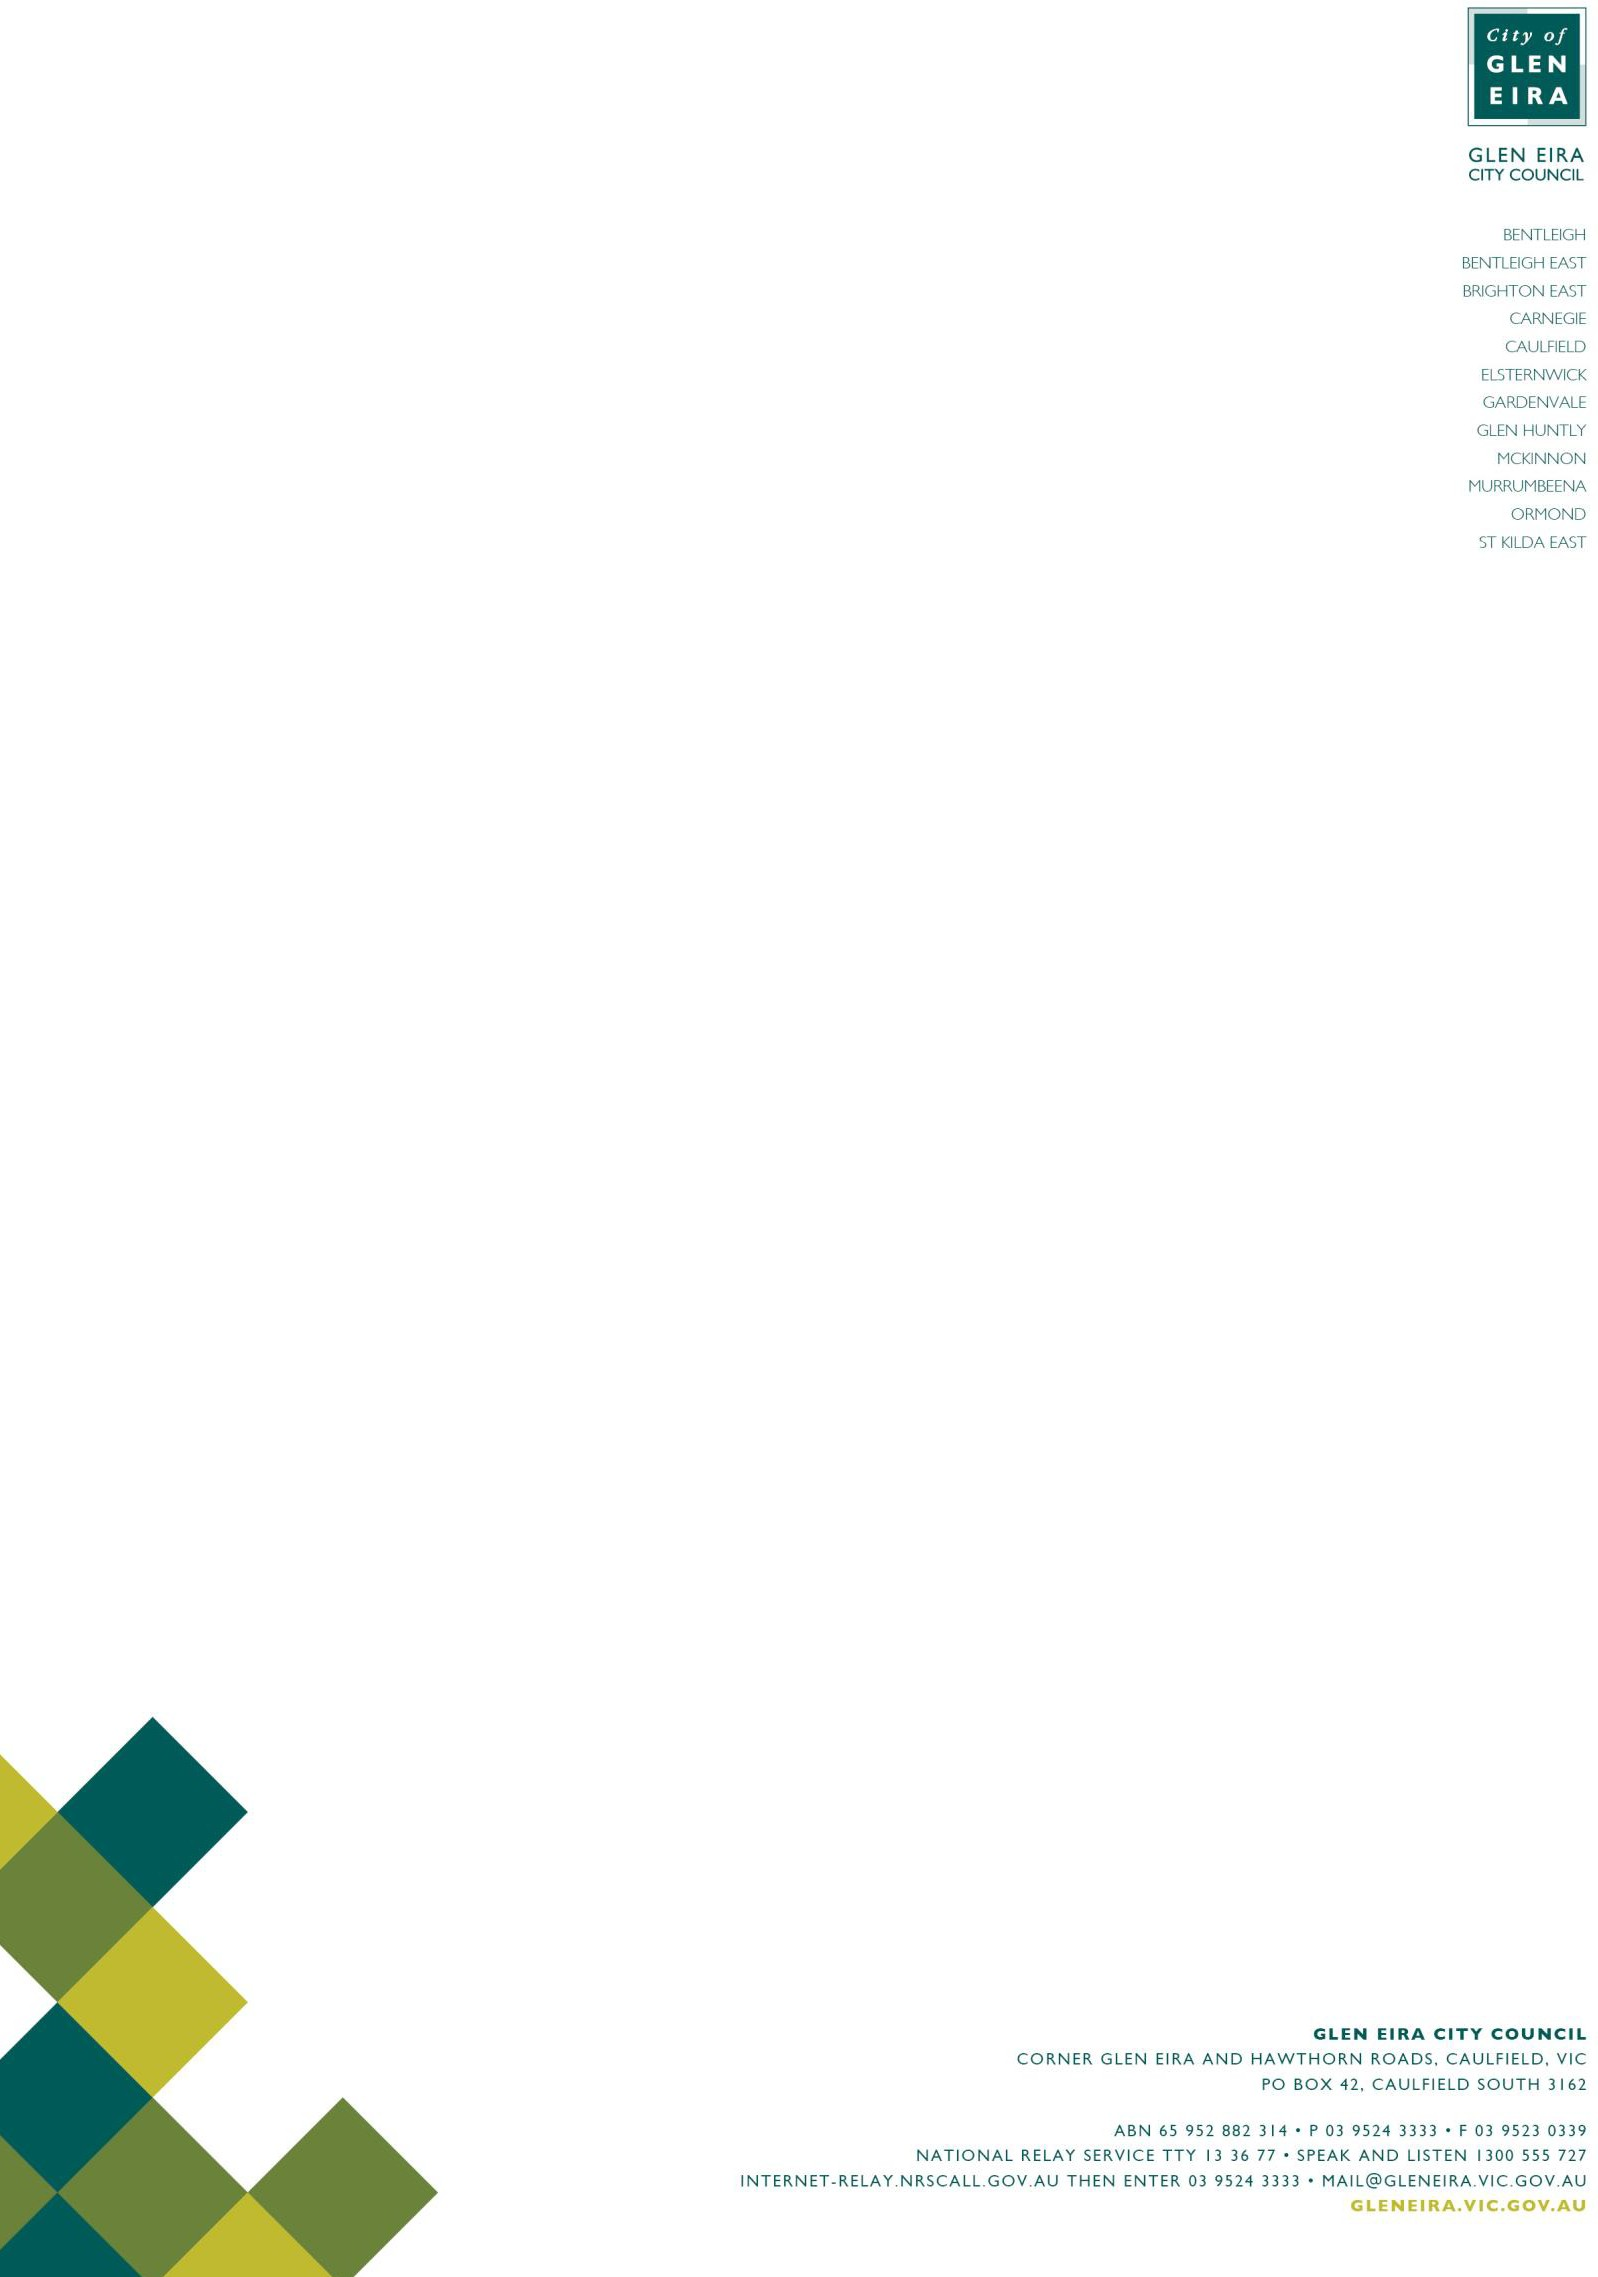 City of
GLEN
EIRA
GLEN EIRA
CITY COUNCIL
BENTLEIGH
BENTLEIGH EAST
BRIGHTON EAST
CARNEGIE
CAULFIELD
ELSTERNWICK
GARDENVALE
GLEN HUNTLY
MCKINNON
MURRUMBEENA
ORMOND
ST KILDA EAST
GLEN EIRA CITY COUNCIL
CORNER GLEN EIRA AND HAWTHORN ROADS, CAULFIELD, VIC
PO BOX 42, CAULFIELD SOUTH 3162
ABN 65 952 882 314 • P 03 9524 3333 • F 03 9523 0339
NATIONAL RELAY SERVICE TTY 13 36 77 • SPEAK AND LISTEN 1300 555 727
INTERNET-RELAY.NRSCALL.GOV.AU THEN ENTER 03 9524 3333 • MAIL@GLENEIRA.VIC.GOV.AU
GLENEIRA.VIC.GOV.AU